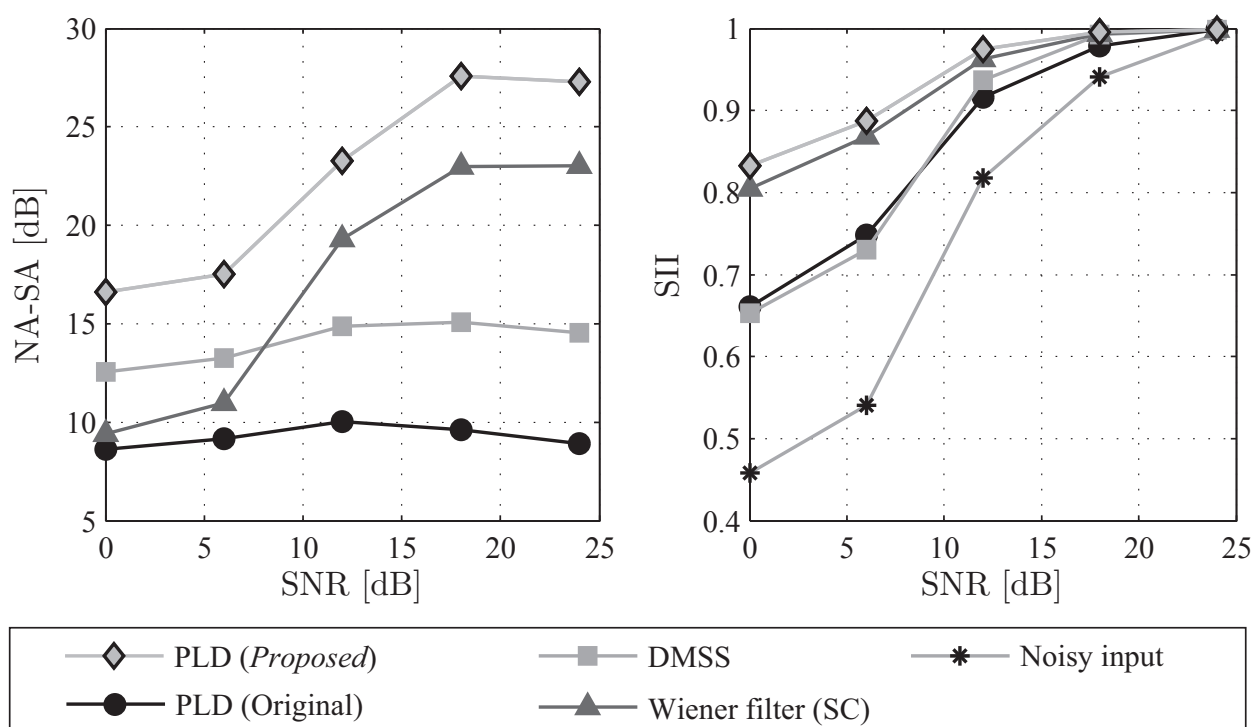 30
25
20
15
10
5
NA-SA [dB]
0 5 10 15 20 25
SNR [dB]
1
0.9
0.8
0.7
0.6
0.5
0.4
SII
0 5 10 15 20 25
SNR [dB]
PLD (Proposed) DMSS Noisy input
PLD (Original) Wiener filter (SC)